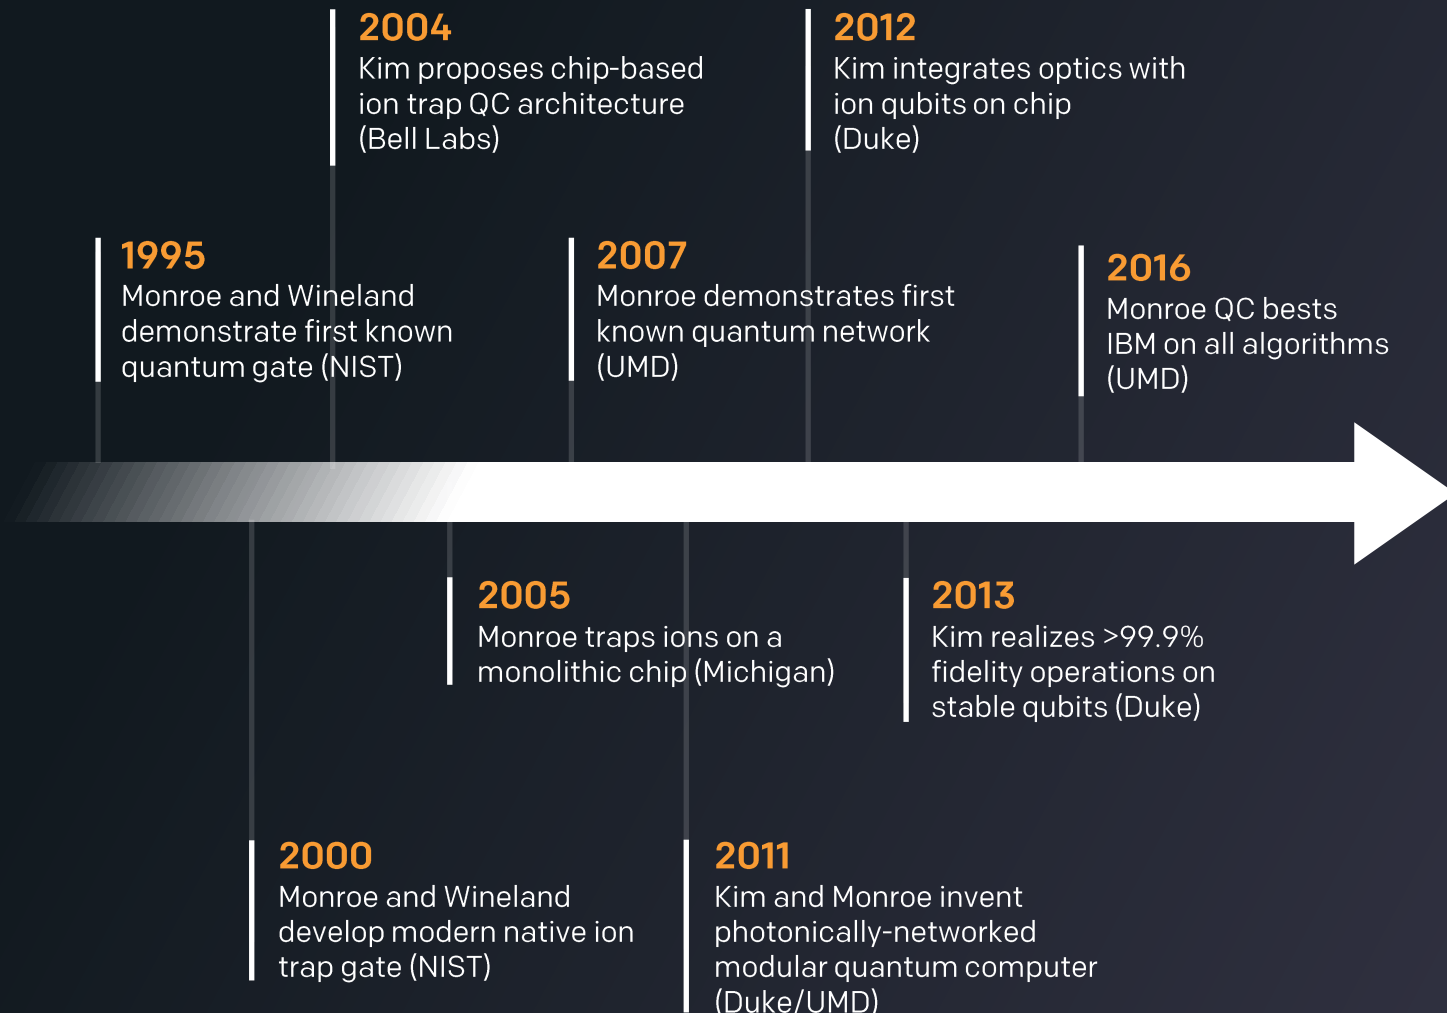 2004
Kim proposes chip-based
ion trap QC architecture
(Bell Labs)
2012
Kim integrates optics with
ion qubits on chip
(Duke)
1995
Monroe and Wineland
demonstrate first known
quantum gate (NIST)
2007
Monroe demonstrates first
known quantum network
(UMD)
2016
Monroe QC bests
IBM on all algorithms
(UMD)
2005
Monroe traps ions on a
monolithic chip (Michigan)
2013
Kim realizes >99.9%
fidelity operations on
stable qubits (Duke)
2000
Monroe and Wineland
develop modern native ion
trap gate (NIST)
2011
Kim and Monroe invent
photonically-networked
modular quantum computer
(Duke/UMD)